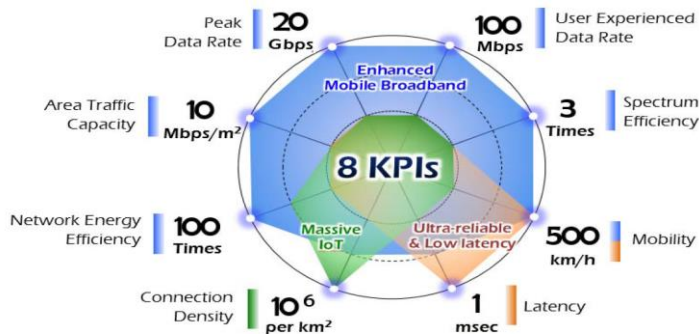 Peak
Data Rate
20
Gbps
100
Mbps
User Experienced
Data Rate
Enhanced
Mobile Broadband
Area Traffic
Capacity
10
Mbps/m²
3
Times
Spectrum
Efficiency
8 KPIs
Network Energy
Efficiency
100
Times
Massive
IoT
Ultra-reliable
& Low latency
500
km/h
Mobility
Connection
Density
10⁶
per km²
1
msec
Latency